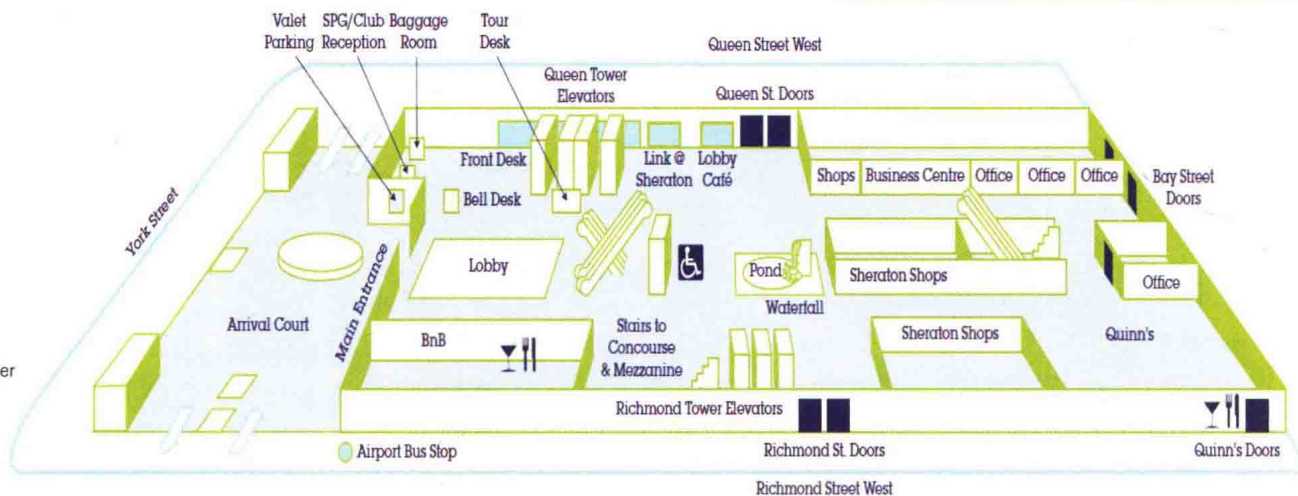 Valet
Parking
SPG/Club
Reception
Baggage
Room
Tour
Desk
Queen Street West
Queen Tower
Elevators
Queen St. Doors
Front Desk
Link @
Sheraton
Lobby
Café
Shops
Business Centre
Office
Office
Office
Bay Street
Doors
York Street
Bell Desk
Lobby
Main Entrance
Pond
Waterfall
Sheraton Shops
Office
Arrival Court
BnB
Stairs to
Concourse
& Mezzanine
Sheraton Shops
Quinn's
er
Richmond Tower Elevators
Airport Bus Stop
Richmond St. Doors
Quinn's Doors
Richmond Street West